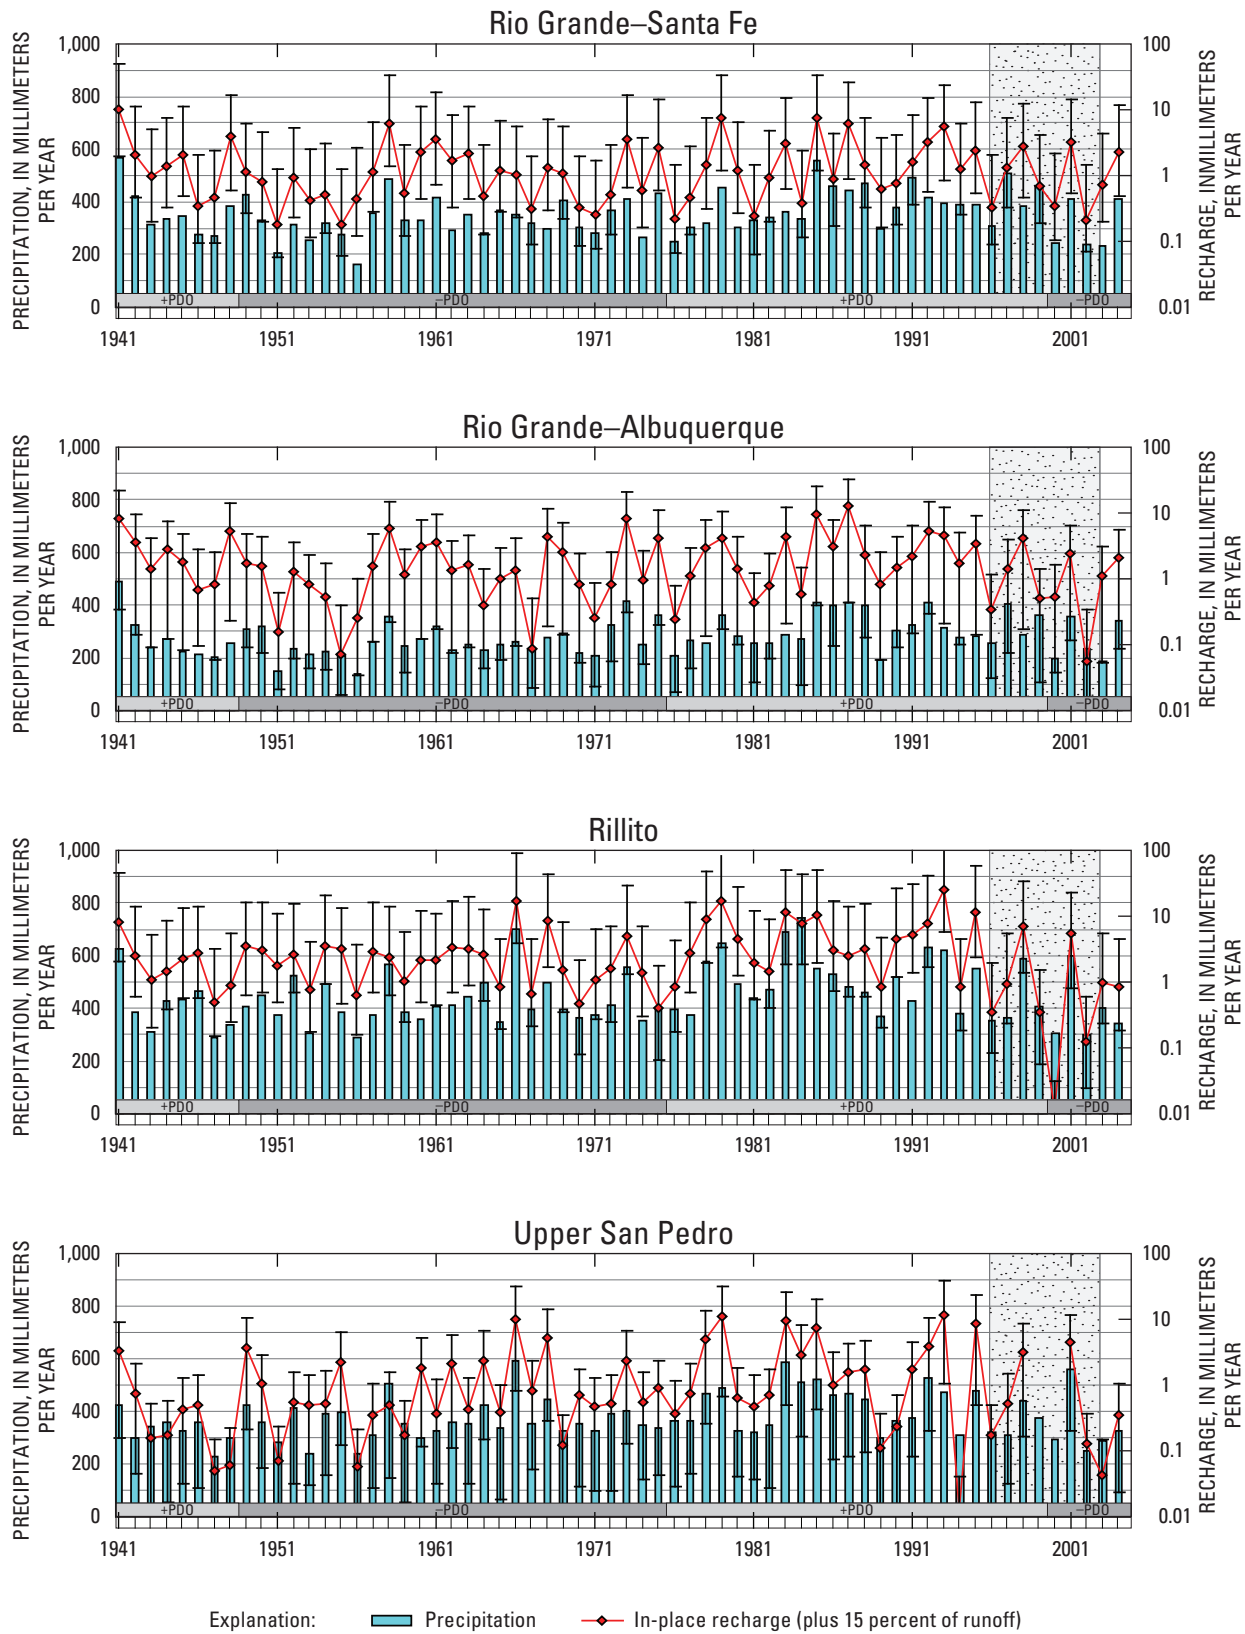 Rio Grande–Santa Fe
PRECIPITATION, IN MILLIMETERS
PER YEAR
1,000
800
600
400
200
0
100
10
1
0.1
0.01
RECHARGE, INMILLIMETERS
PER YEAR
+PDO
–PDO
+PDO
–PDO
1941
1951
1961
1971
1981
1991
2001
Rio Grande–Albuquerque
PRECIPITATION, IN MILLIMETERS
PER YEAR
1,000
800
600
400
200
0
100
10
1
0.1
0.01
RECHARGE, IN MILLIMETERS
PER YEAR
+PDO
–PDO
+PDO
–PDO
1941
1951
1961
1971
1981
1991
2001
Rillito
PRECIPITATION, IN MILLIMETERS
PER YEAR
1,000
800
600
400
200
0
100
10
1
0.1
0.01
RECHARGE, IN MILLIMETERS
PER YEAR
+PDO
–PDO
+PDO
–PDO
1941
1951
1961
1971
1981
1991
2001
Upper San Pedro
PRECIPITATION, IN MILLIMETERS
PER YEAR
1,000
800
600
400
200
0
100
10
1
0.1
0.01
RECHARGE, IN MILLIMETERS
PER YEAR
+PDO
–PDO
+PDO
–PDO
1941
1951
1961
1971
1981
1991
2001
Explanation: Precipitation In-place recharge (plus 15 percent of runoff)